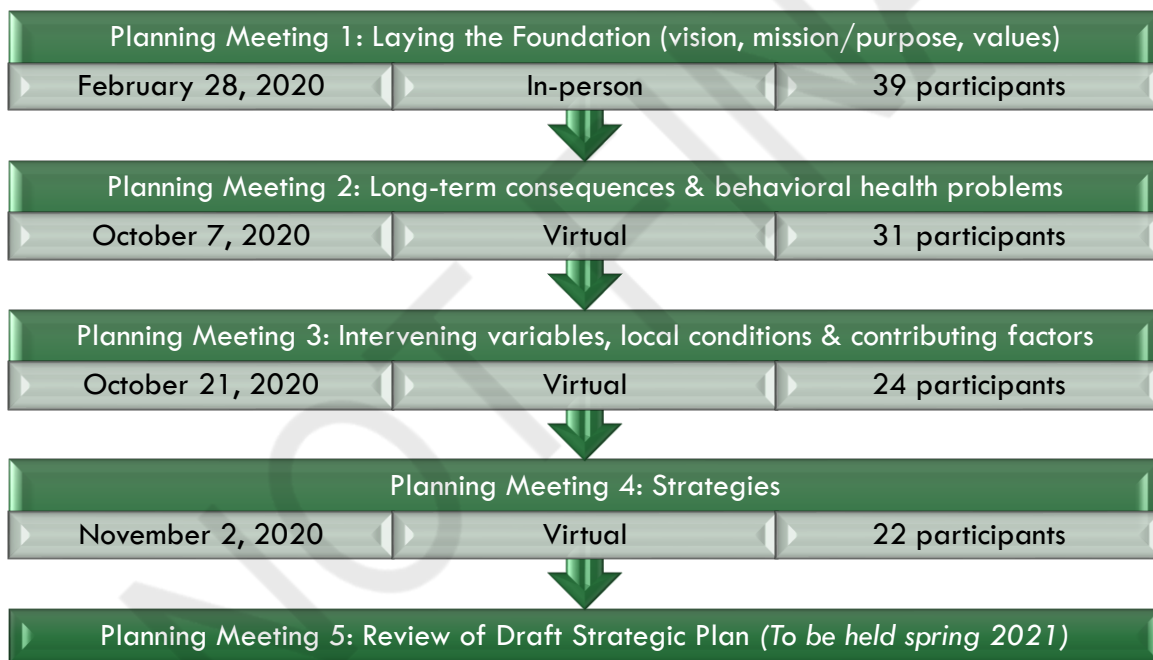 Planning Meeting 1: Laying the Foundation (vision, mission/purpose, values)
February 28, 2020 In-person 39 participants
Planning Meeting 2: Long-term consequences & behavioral health problems
October 7, 2020 Virtual 31 participants
Planning Meeting 3: Intervening variables, local conditions & contributing factors
October 21, 2020 Virtual 24 participants
Planning Meeting 4: Strategies
November 2, 2020 Virtual 22 participants
Planning Meeting 5: Review of Draft Strategic Plan (To be held spring 2021)
NOT